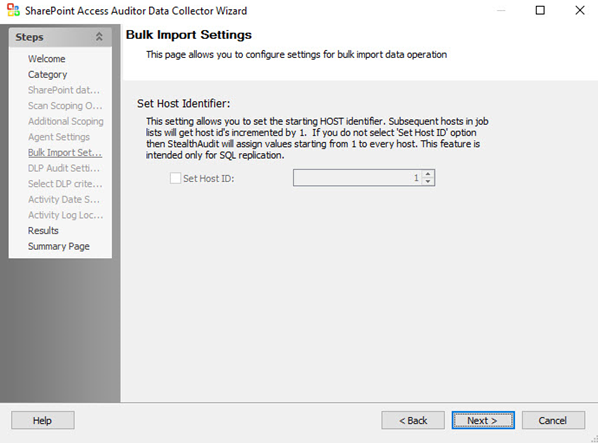 SharePoint Access Auditor Data Collector Wizard
Steps
Welcome
Category
SharePoint dat...
Scan Scoping O...
Additional Scoping
Agent Settings
Bulk Import Set...
DLP Audit Setti...
Select DLP crite...
Activity Date S...
Activity Log Loc...
Results
Summary Page
Bulk Import Settings
This page allows you to configure settings for bulk import data operation
Set Host Identifier:
This setting allows you to set the starting HOST identifier. Subsequent hosts in job
lists will get host id's incremented by 1. If you do not select 'Set Host ID' option
then StealthAudit will assign values starting from 1 to every host. This feature is
intended only for SQL replication.
Set Host ID:
1
Help
< Back
Next >
Cancel